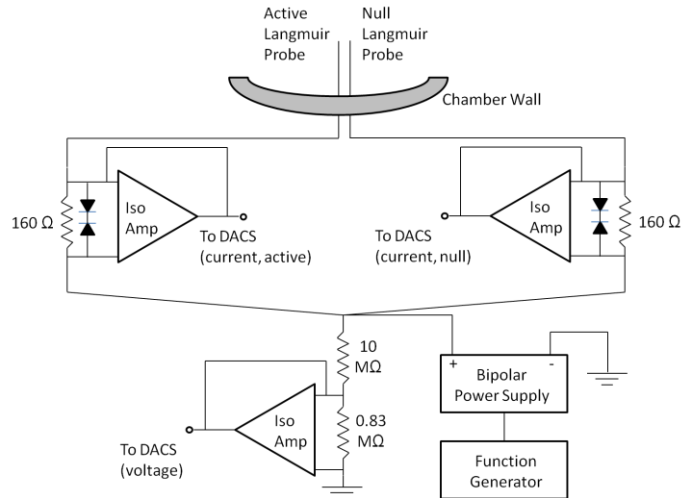 Active
Langmuir
Probe
Null
Langmuir
Probe
Chamber Wall
160 Ω
Iso
Amp
To DACS
(current, active)
To DACS
(current, null)
Iso
Amp
160 Ω
10
MΩ
+
-
Bipolar
Power Supply
Iso
Amp
0.83
MΩ
To DACS
(voltage)
Function
Generator